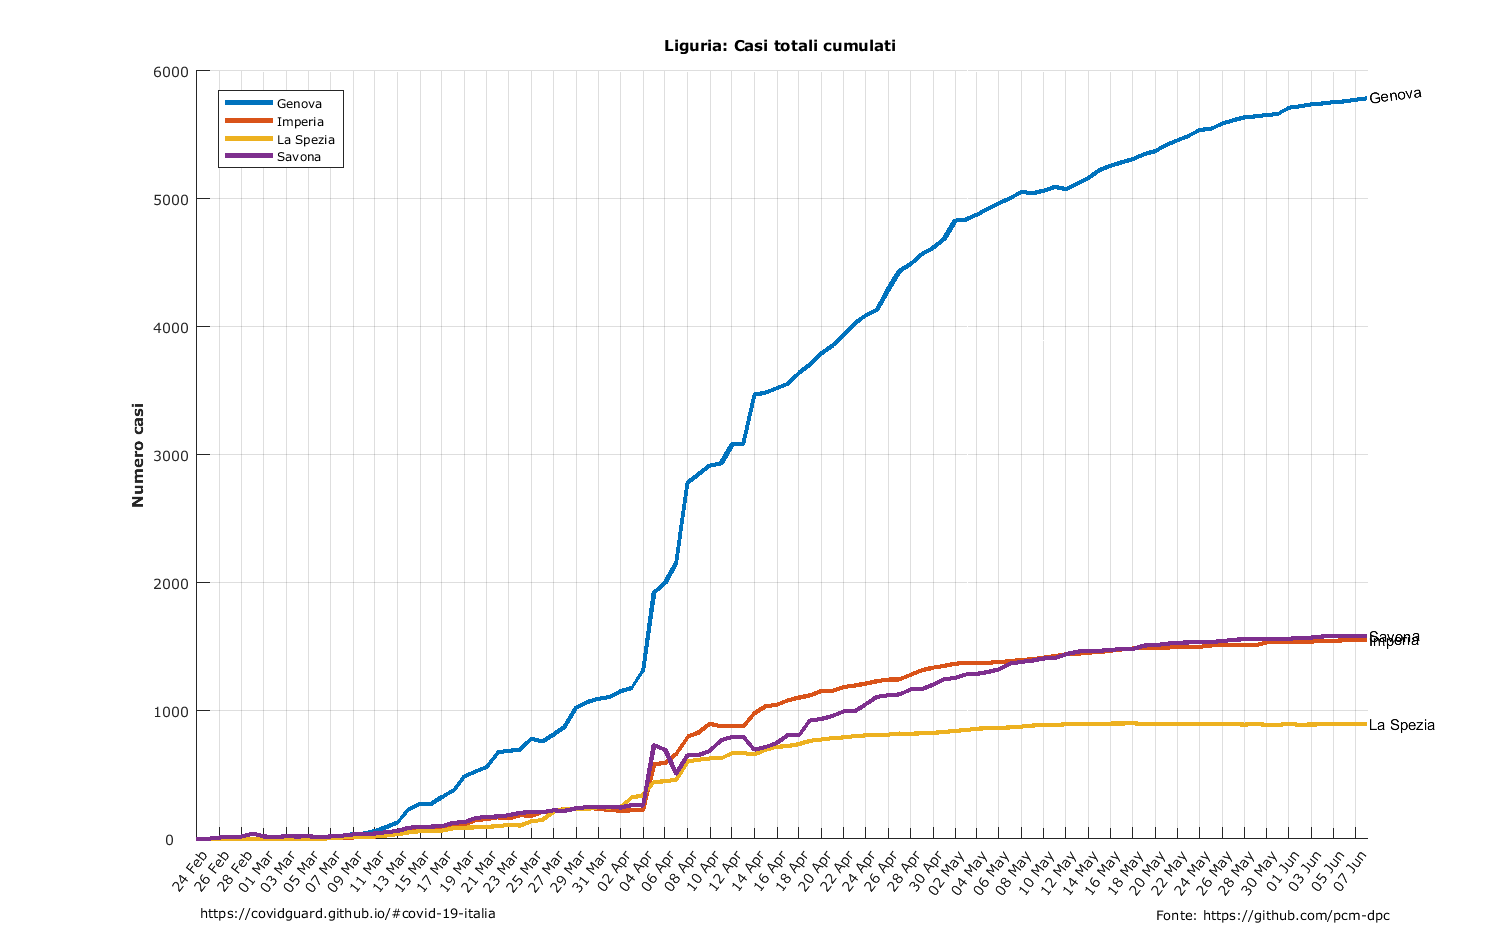 Liguria: Casi totali cumulati
6000
5000
4000
3000
2000
1000
0
Numero casi
Genova
Imperia
La Spezia
Savona
Genova
Savona
Imperia
La Spezia
24 Feb
26 Feb
28 Feb
01 Mar
03 Mar
05 Mar
07 Mar
09 Mar
11 Mar
13 Mar
15 Mar
17 Mar
19 Mar
21 Mar
23 Mar
25 Mar
27 Mar
29 Mar
31 Mar
02 Apr
04 Apr
06 Apr
08 Apr
10 Apr
12 Apr
14 Apr
16 Apr
18 Apr
20 Apr
22 Apr
24 Apr
26 Apr
28 Apr
30 Apr
02 May
04 May
06 May
08 May
10 May
12 May
14 May
16 May
18 May
20 May
22 May
24 May
26 May
28 May
30 May
01 Jun
03 Jun
05 Jun
07 Jun
https://covidguard.github.io/#covid-19-italia
Fonte: https://github.com/pcm-dpc